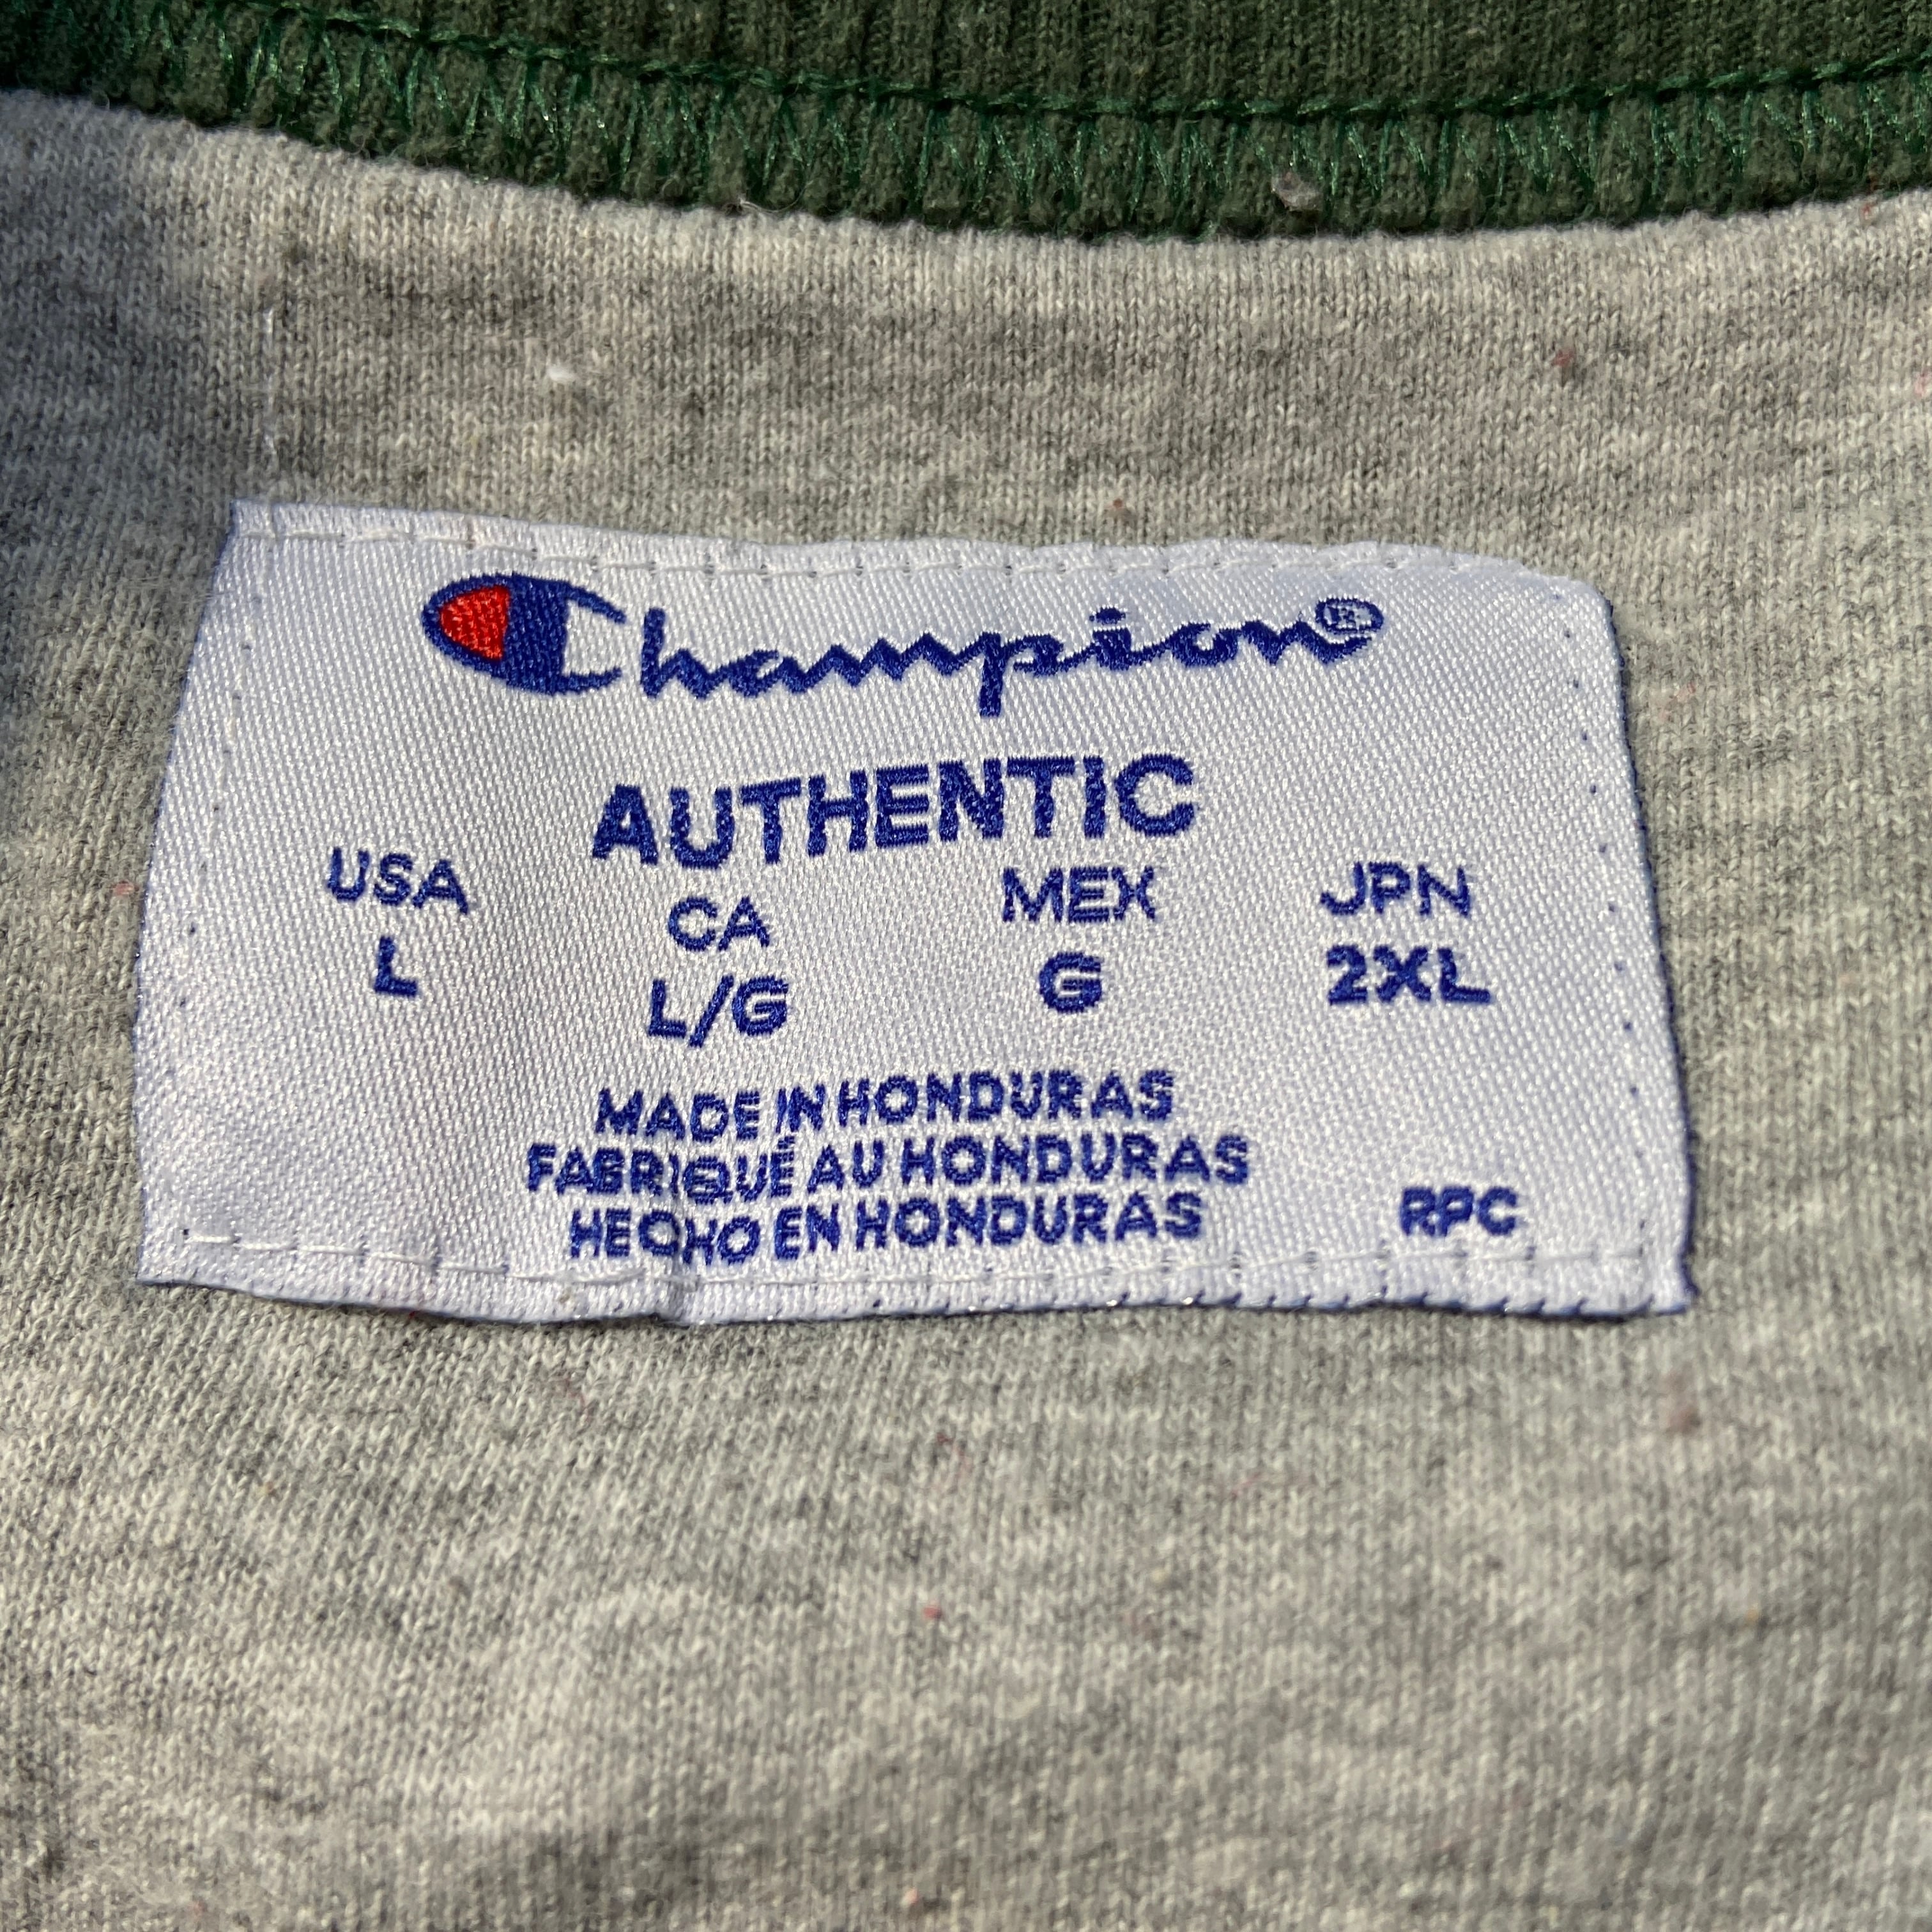 Champion®
AUTHENTIC
USA CA MEX JPN
L L/G G 2XL
MADE IN HONDURAS
FABRIQUÉ AU HONDURAS
HECHO EN HONDURAS RPC